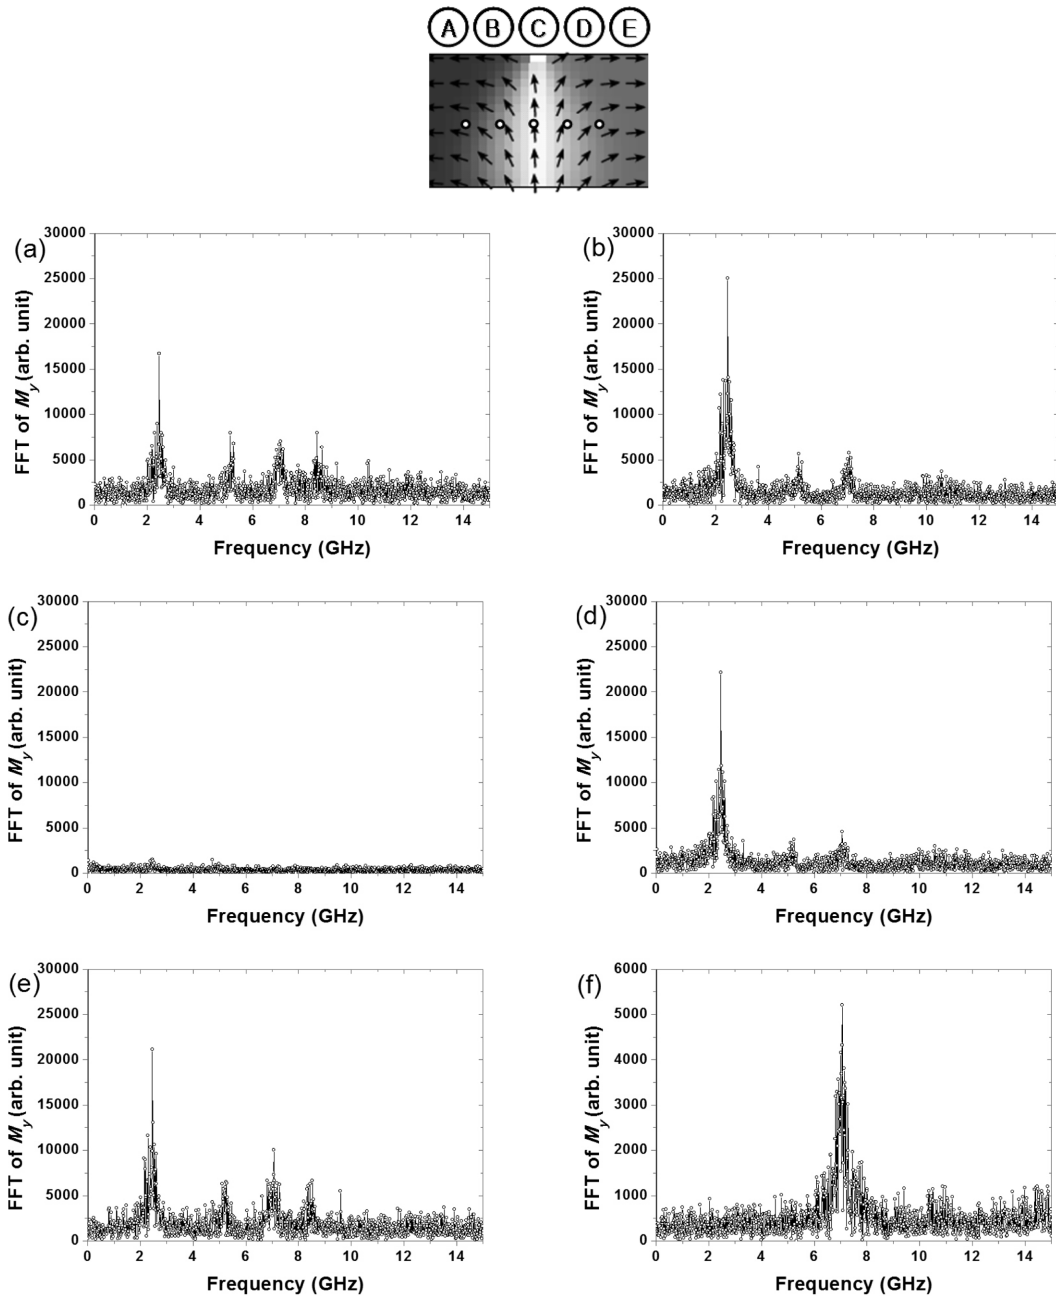 A B C D E
(a)
30000
25000
20000
15000
10000
5000
0
FFT of My (arb. unit)
0 2 4 6 8 10 12 14
Frequency (GHz)
(b)
30000
25000
20000
15000
10000
5000
0
FFT of My (arb. unit)
0 2 4 6 8 10 12 14
Frequency (GHz)
(c)
30000
25000
20000
15000
10000
5000
0
FFT of My (arb. unit)
0 2 4 6 8 10 12 14
Frequency (GHz)
(d)
30000
25000
20000
15000
10000
5000
0
FFT of My (arb. unit)
0 2 4 6 8 10 12 14
Frequency (GHz)
(e)
30000
25000
20000
15000
10000
5000
0
FFT of My (arb. unit)
0 2 4 6 8 10 12 14
Frequency (GHz)
(f)
6000
5000
4000
3000
2000
1000
0
FFT of My (arb. unit)
0 2 4 6 8 10 12 14
Frequency (GHz)